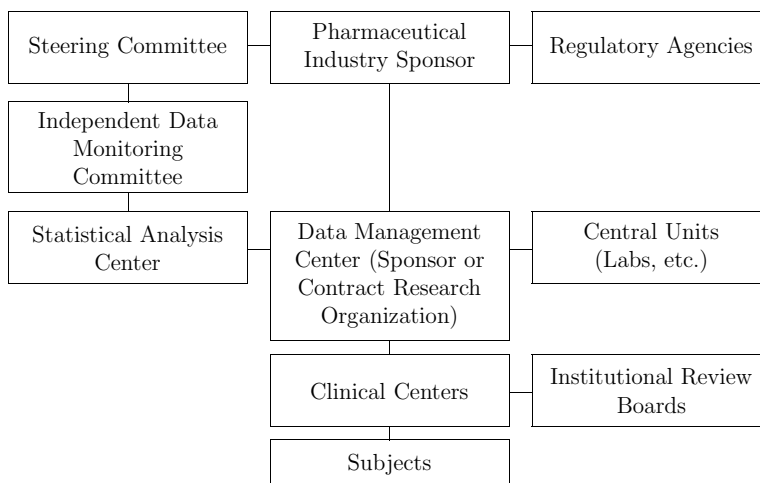 Steering Committee
Pharmaceutical
Industry Sponsor
Regulatory Agencies
Independent Data
Monitoring
Committee
Statistical Analysis
Center
Data Management
Center (Sponsor or
Contract Research
Organization)
Central Units
(Labs, etc.)
Clinical Centers
Institutional Review
Boards
Subjects